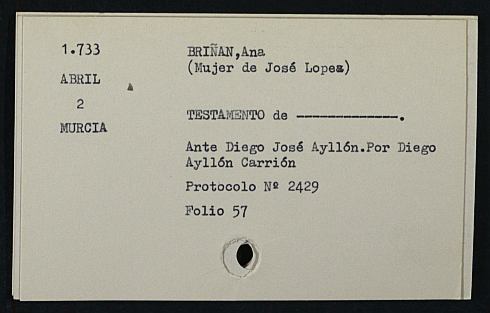 1.733
ABRIL
2
MURCIA
BRIÑAN,Ana
(Mujer de José Lopez)
TESTAMENTO de --------------.
Ante Diego José Ayllón.Por Diego
Ayllón Carrión
Protocolo Nº 2429
Folio 57